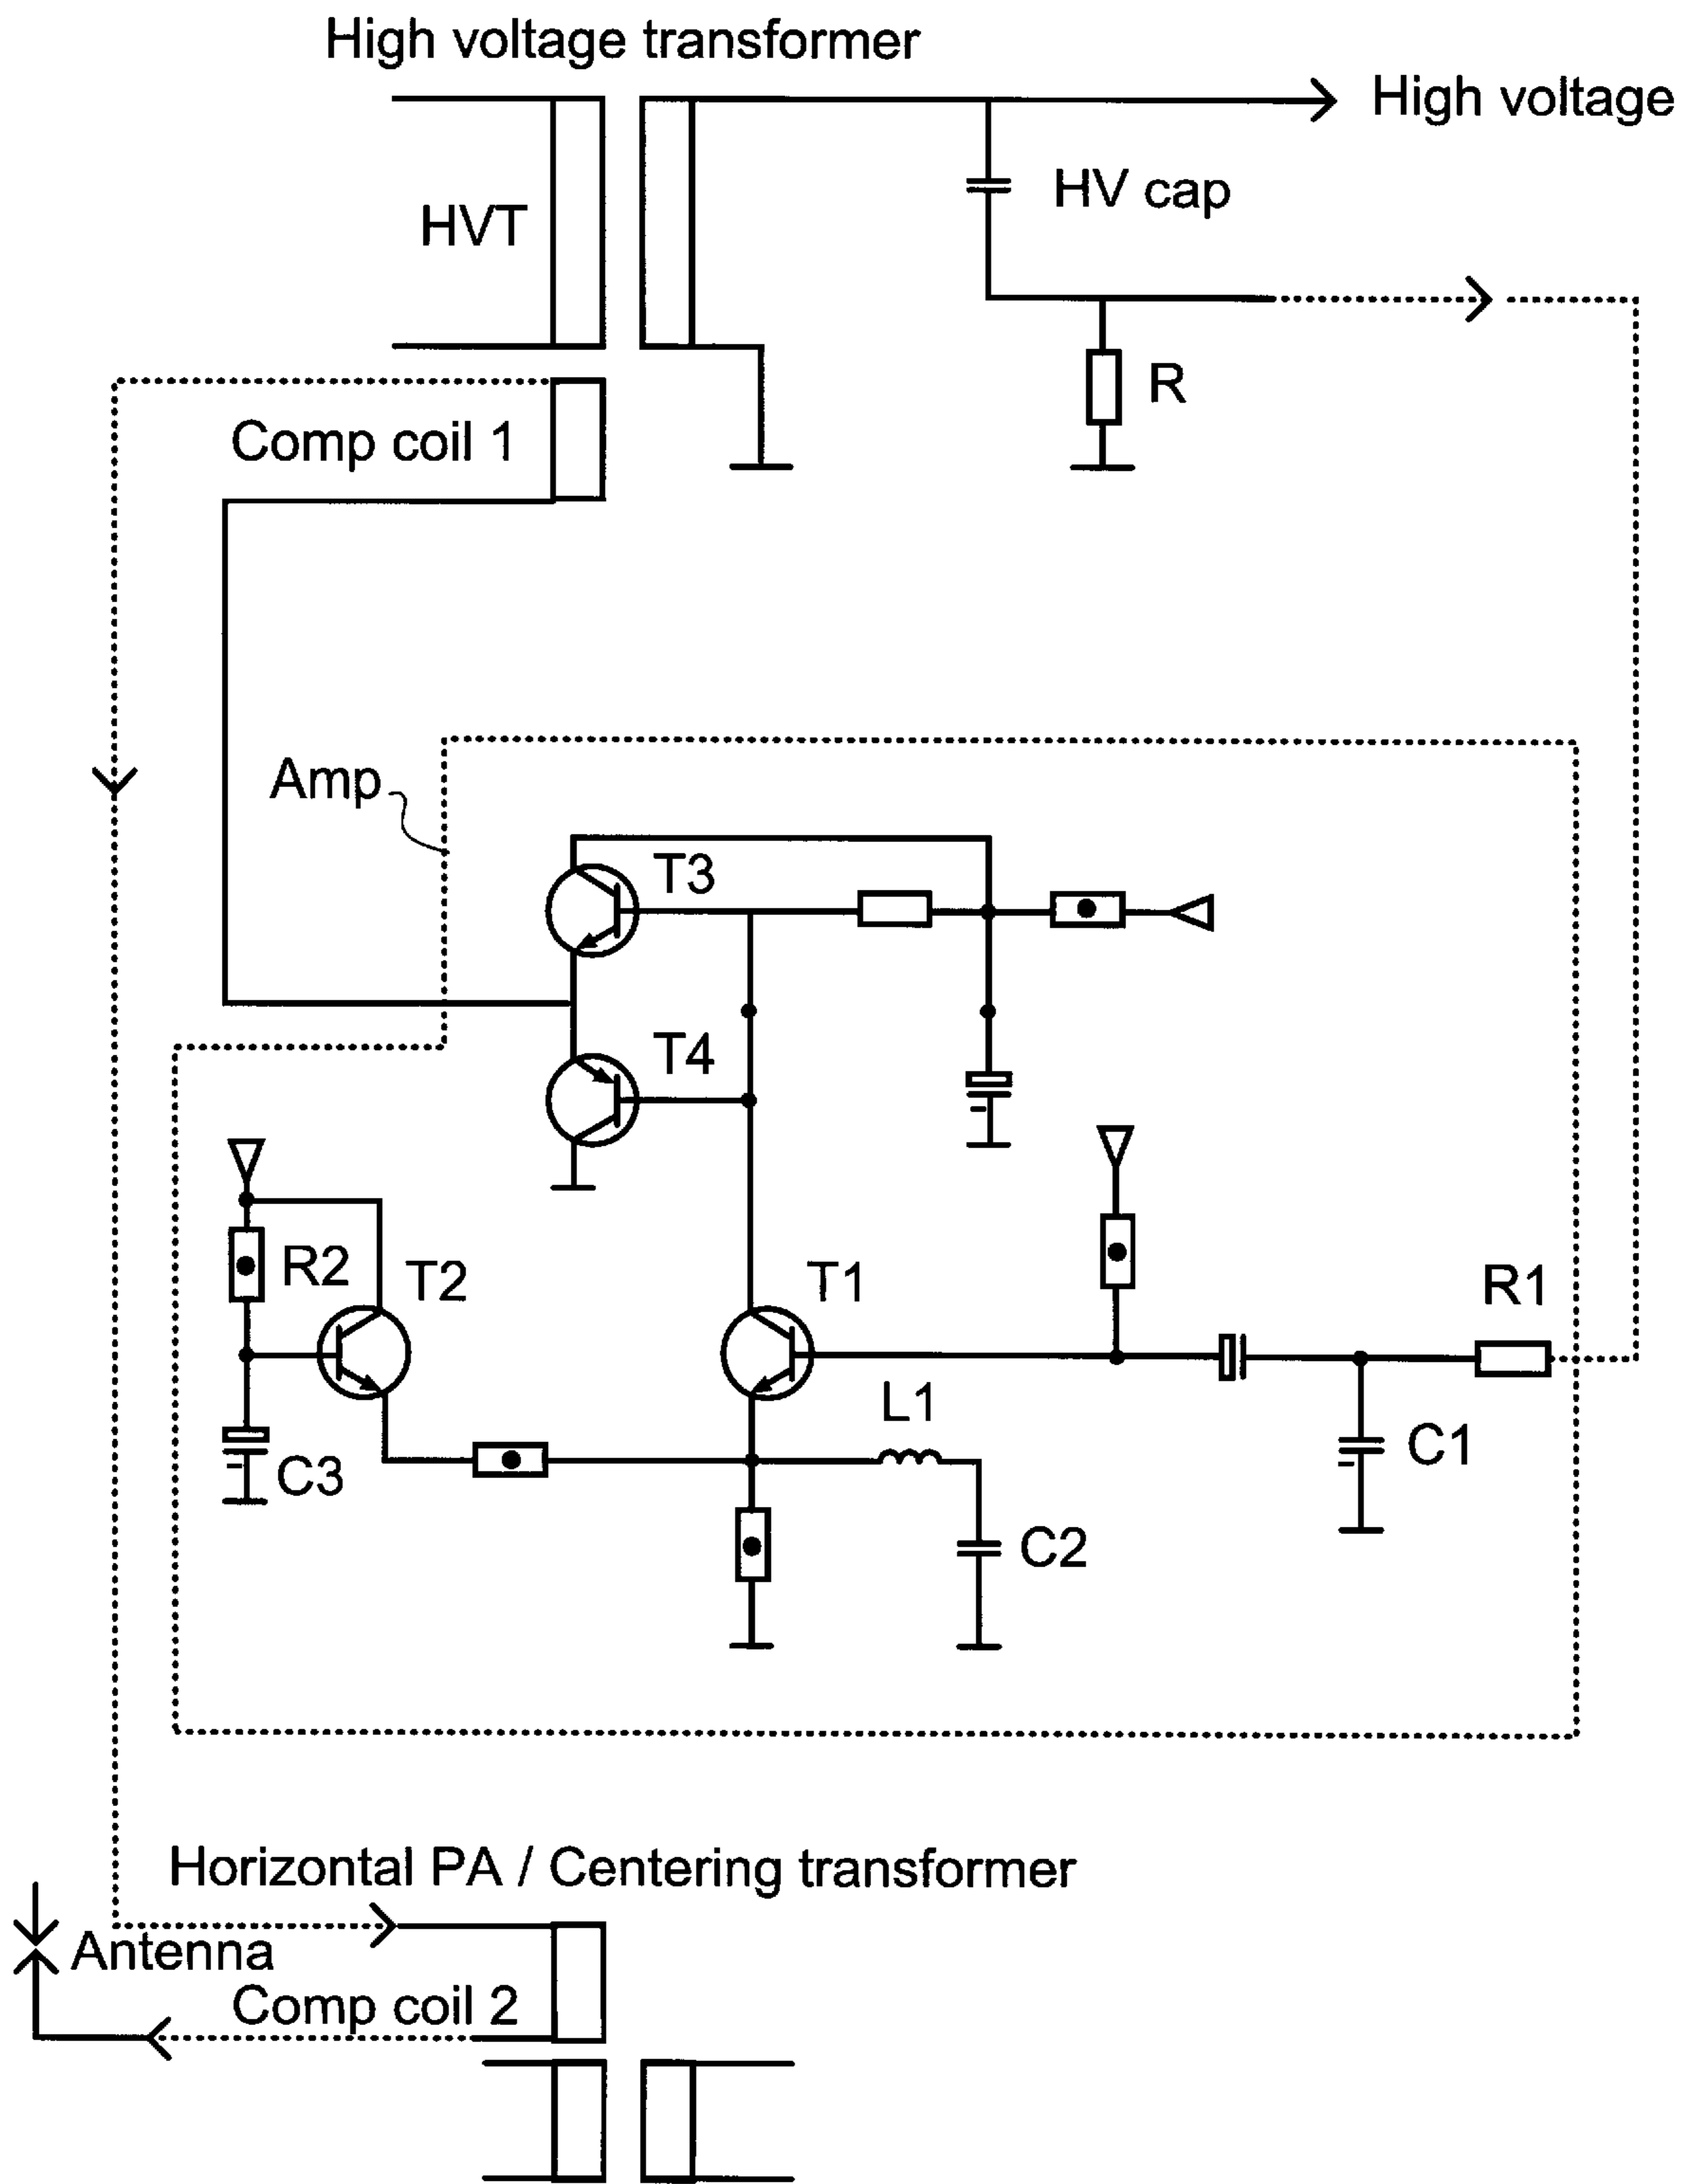 High voltage transformer
High voltage
HV cap
HVT
R
Comp coil 1
Amp
T3
T4
R2
T2
T1
R1
L1
C3
C1
C2
Horizontal PA / Centering transformer
Antenna
Comp coil 2